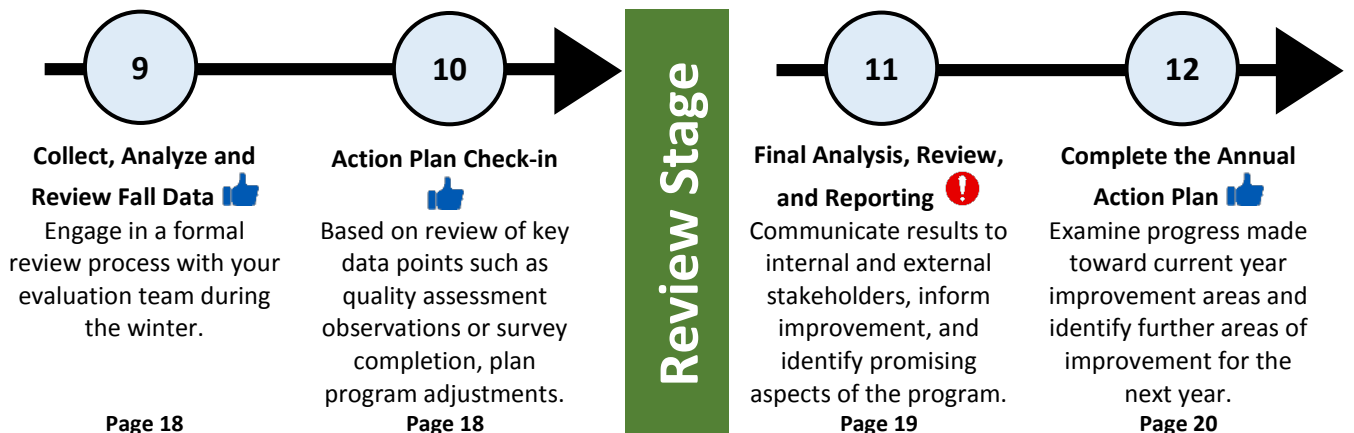 9
Collect, Analyze and
Review Fall Data
Engage in a formal
review process with your
evaluation team during
the winter.
Page 18
10
Action Plan Check-in
Based on review of key
data points such as
quality assessment
observations or survey
completion, plan
program adjustments.
Page 18
Review Stage
11
Final Analysis, Review,
and Reporting
Communicate results to
internal and external
stakeholders, inform
improvement, and
identify promising
aspects of the program.
Page 19
12
Complete the Annual
Action Plan
Examine progress made
toward current year
improvement areas and
identify further areas of
improvement for the
next year.
Page 20